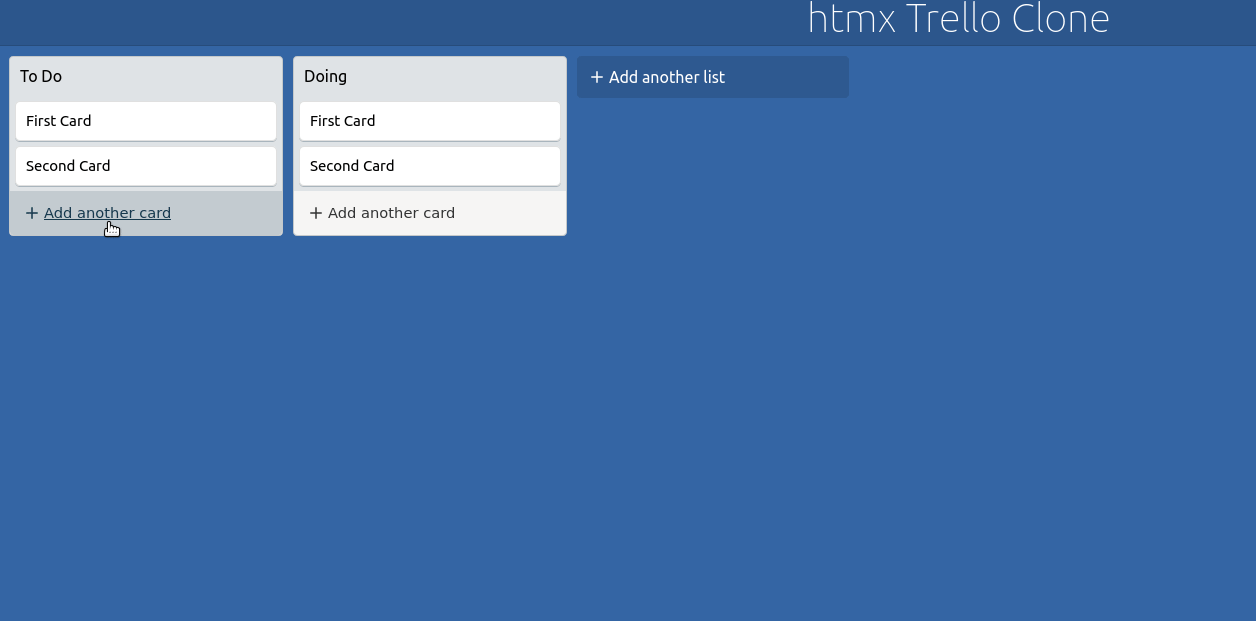 htmx Trello Clone
To Do
First Card
Second Card
+ Add another card
Doing
First Card
Second Card
+ Add another card
+ Add another list